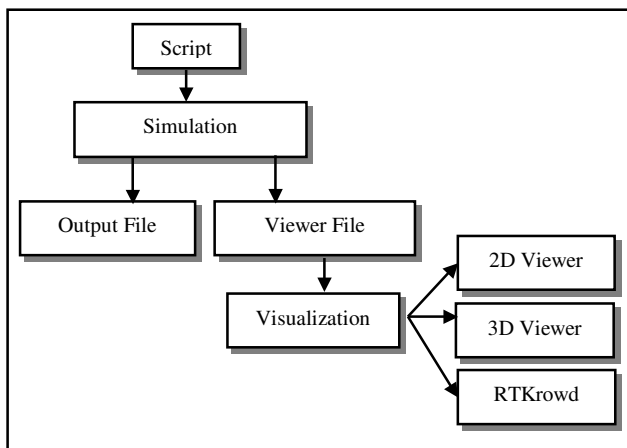 Script
Simulation
Output File
Viewer File
2D Viewer
Visualization
3D Viewer
RTKrowd